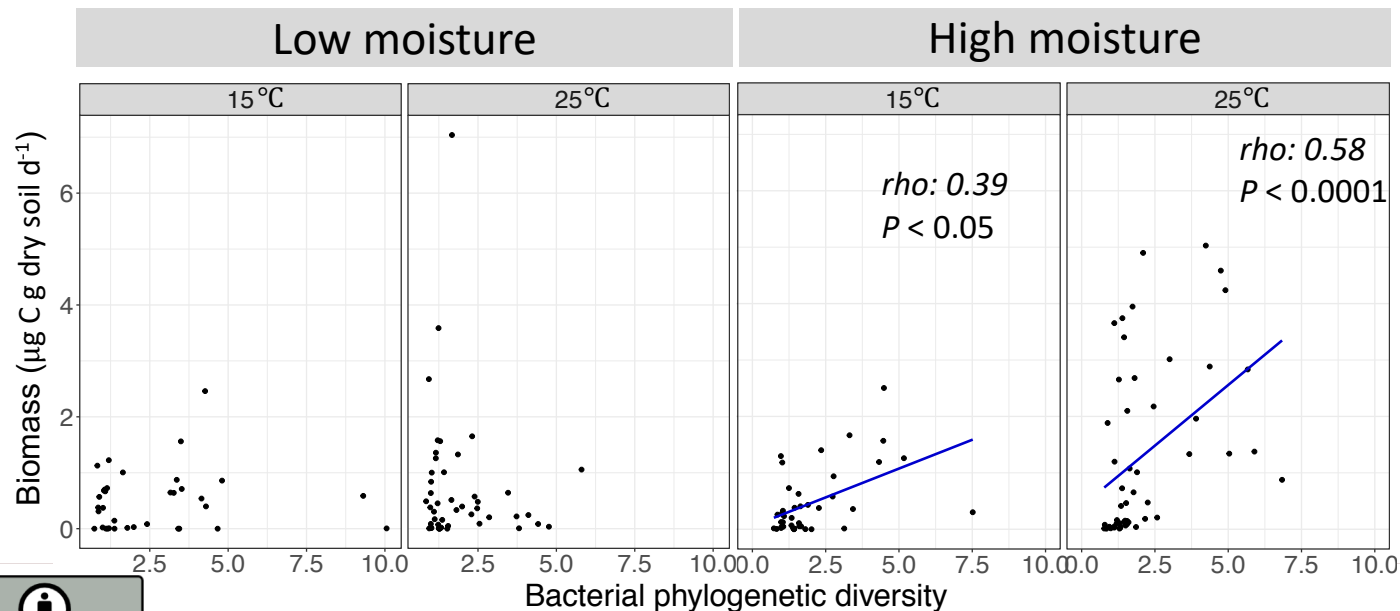 Low moisture
High moisture
15°C
25°C
15°C
25°C
rho: 0.39
P < 0.05
rho: 0.58
P < 0.0001
Biomass (µg C g dry soil d-1)
6
4
2
0
2.5 5.0 7.5 10.0
2.5 5.0 7.5 10.0
0.0 2.5 5.0 7.5 10.0
0.0 2.5 5.0 7.5 10.0
Bacterial phylogenetic diversity